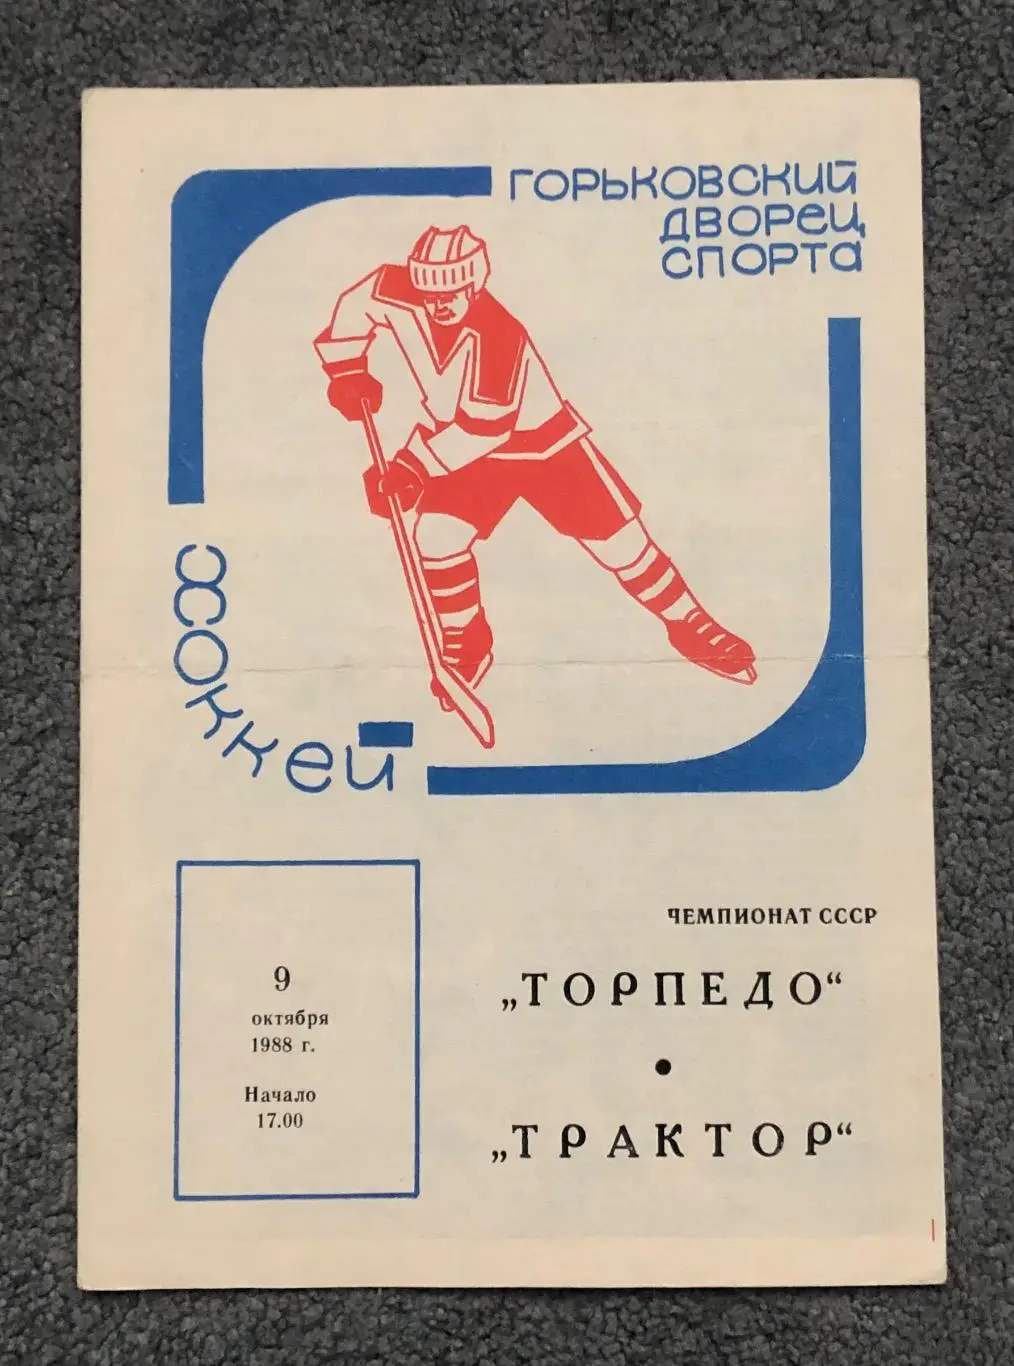 ГОРЬКОВСКИЙ
ДВОРЕЦ
СПОРТА
ХОККЕЙ
ЧЕМПИОНАТ СССР
„ТОРПЕДО“
•
„ТРАКТОР“
9
октября
1988 г.
Начало
17.00